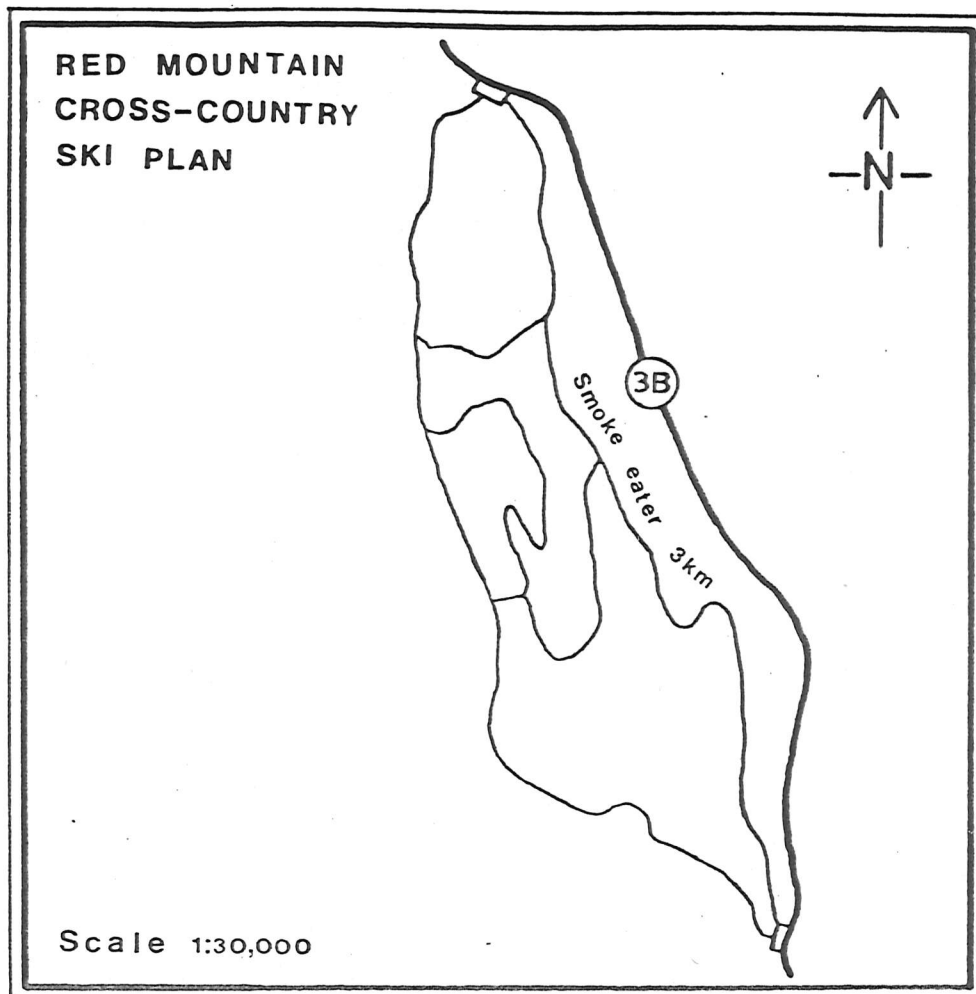 RED MOUNTAIN
CROSS-COUNTRY
SKI PLAN
N
3B
Smoke eater 3km
Scale 1:30,000